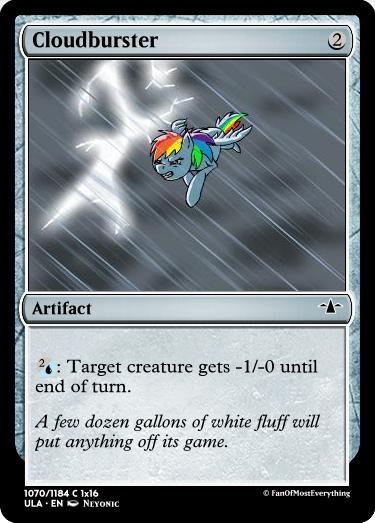 Cloudburster 2
Artifact
2: Target creature gets -1/-0 until
end of turn.
A few dozen gallons of white fluff will
put anything off its game.
1070/1184 C 1x16
ULA • EN Neyonic
© FanOfMostEverything